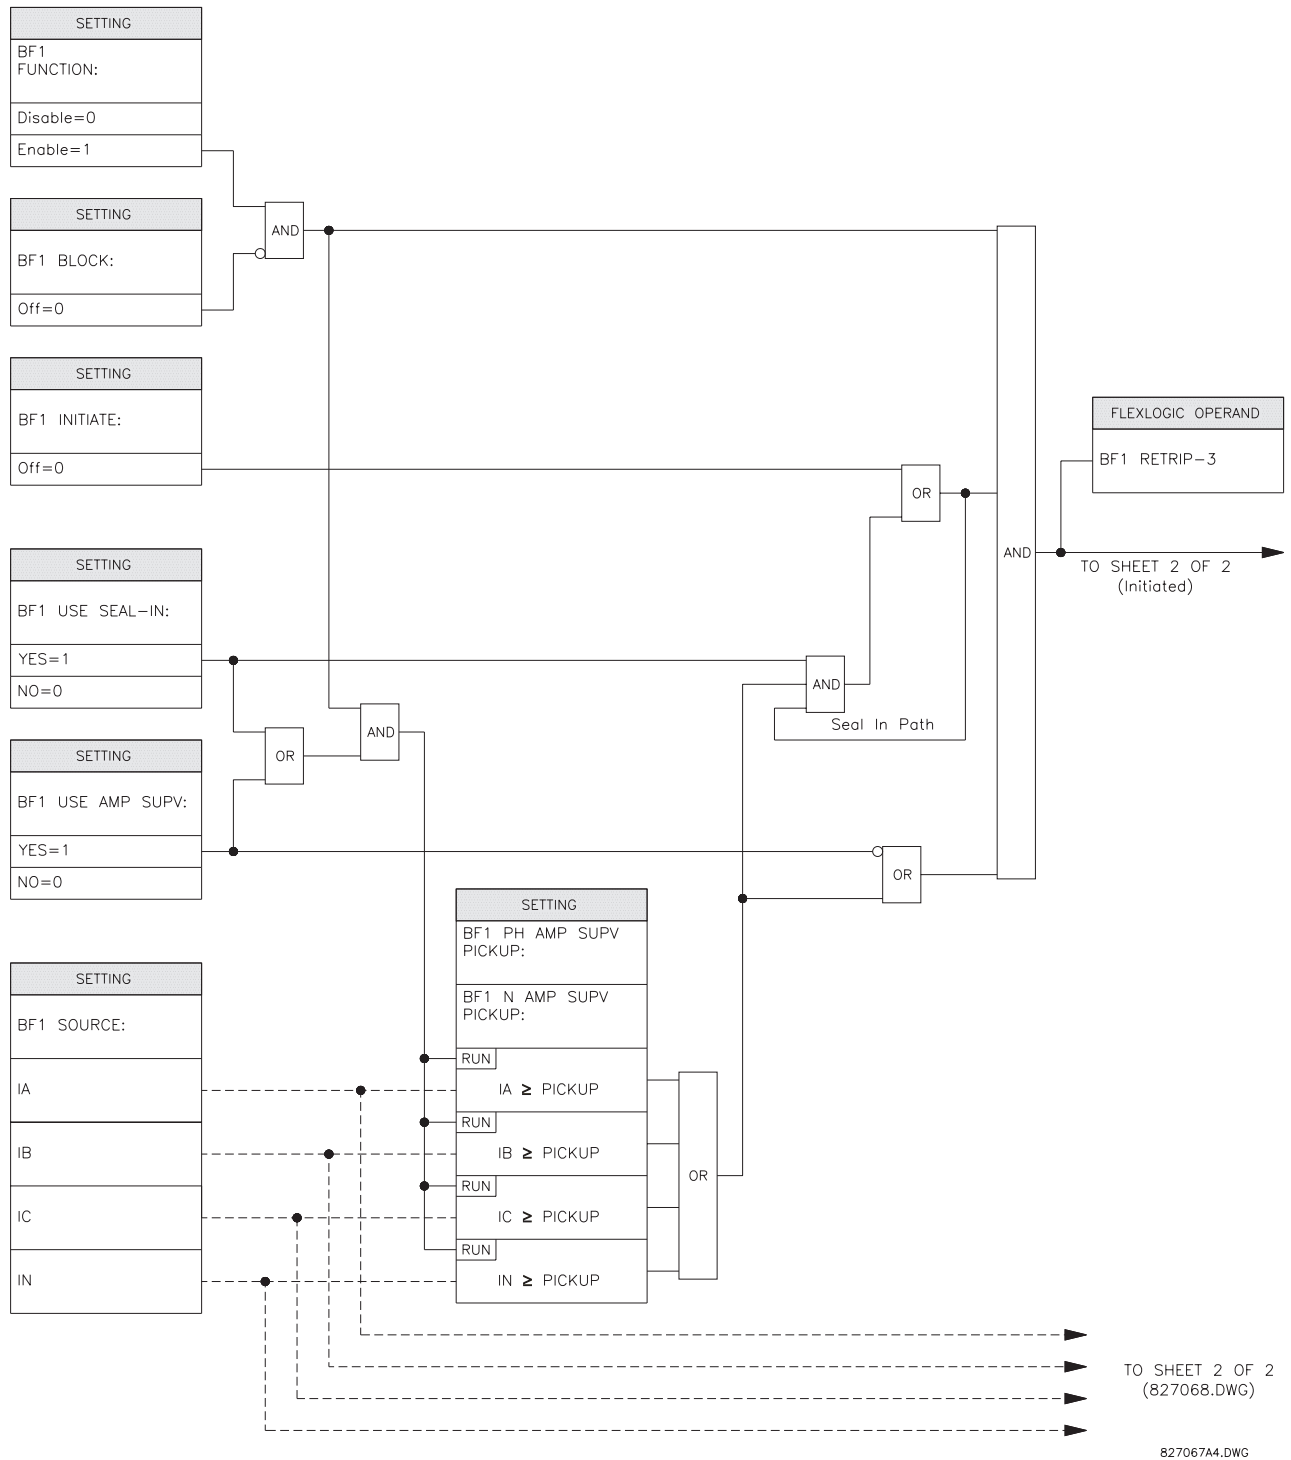 SETTING
BF1
FUNCTION:
Disable=0
Enable=1
SETTING
BF1 BLOCK:
Off=0
AND
SETTING
BF1 INITIATE:
Off=0
OR
FLEXLOGIC OPERAND
BF1 RETRIP-3
AND
TO SHEET 2 OF 2
(Initiated)
SETTING
BF1 USE SEAL-IN:
YES=1
NO=0
AND
Seal In Path
OR
AND
SETTING
BF1 USE AMP SUPV:
YES=1
NO=0
OR
SETTING
BF1 PH AMP SUPV
PICKUP:
BF1 N AMP SUPV
PICKUP:
RUN
IA ≥ PICKUP
RUN
IB ≥ PICKUP
RUN
IC ≥ PICKUP
RUN
IN ≥ PICKUP
OR
SETTING
BF1 SOURCE:
IA
IB
IC
IN
TO SHEET 2 OF 2
(827068.DWG)
827067A4.DWG